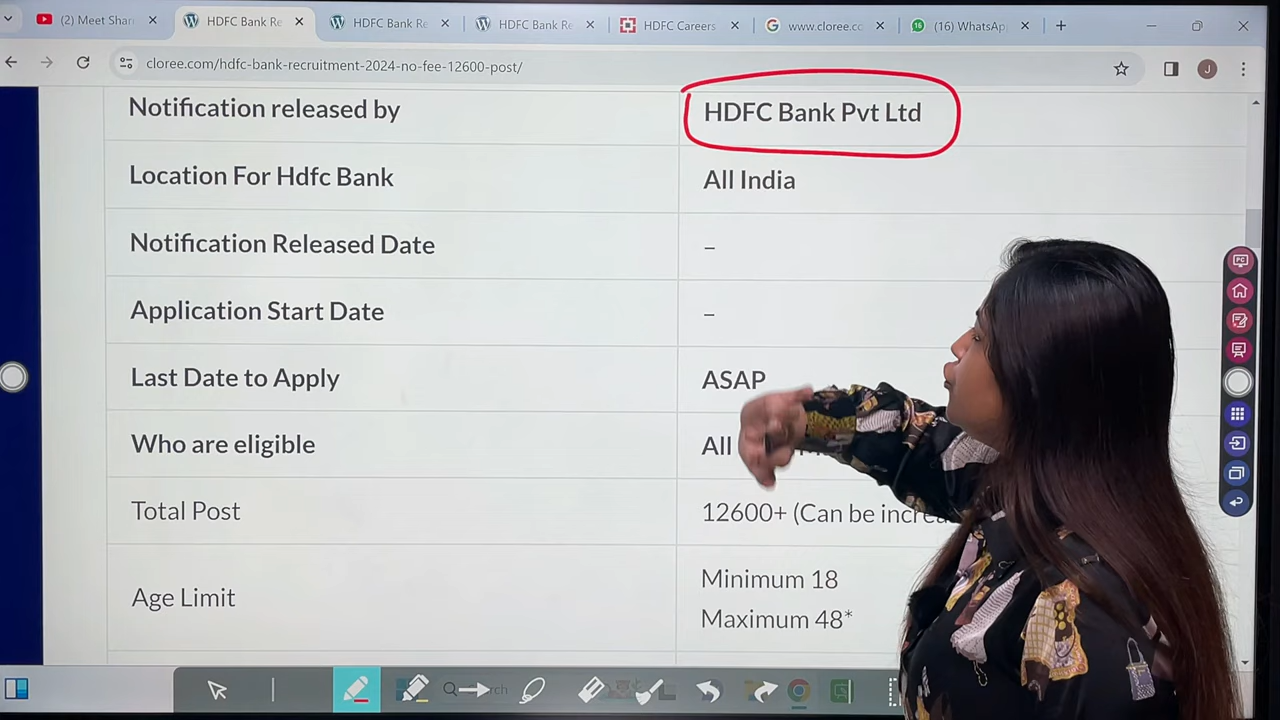 (2) Meet Shar
HDFC Bank Re
HDFC Bank Re
HDFC Bank Re
HDFC Careers
www.cloree.cc
(16) WhatsAp
cloree.com/hdfc-bank-recruitment-2024-no-fee-12600-post/
J
Notification released by HDFC Bank Pvt Ltd
Location For Hdfc Bank All India
Notification Released Date –
Application Start Date –
Last Date to Apply ASAP
Who are eligible All
Total Post 12600+ (Can be increa
Age Limit Minimum 18
Maximum 48*
PC